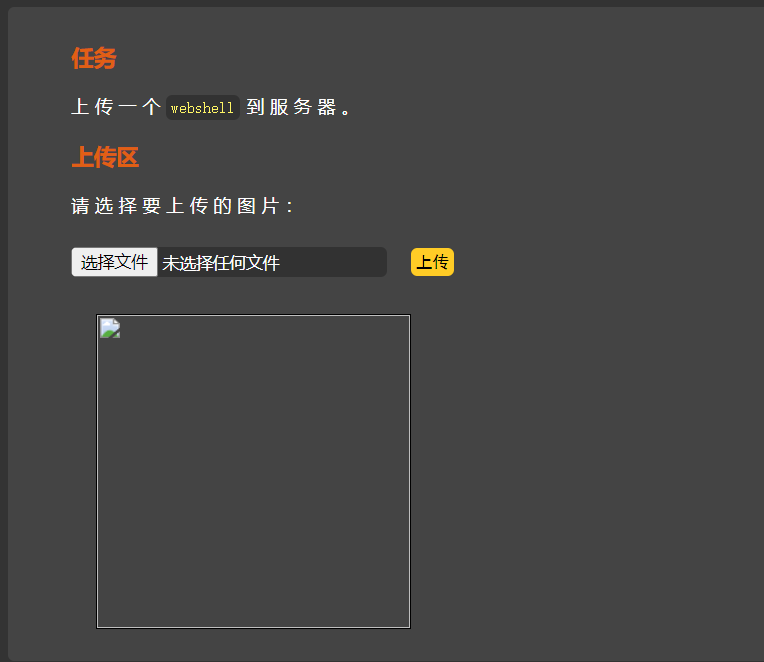 任务
上传一个 webshell 到服务器。
上传区
请选择要上传的图片：
选择文件 未选择任何文件 上传